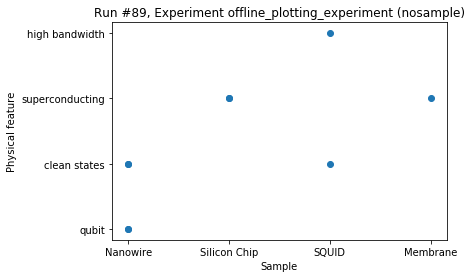 Run #89, Experiment offline_plotting_experiment (nosample)
high bandwidth
superconducting
clean states
qubit
Physical feature
Nanowire Silicon Chip SQUID Membrane
Sample